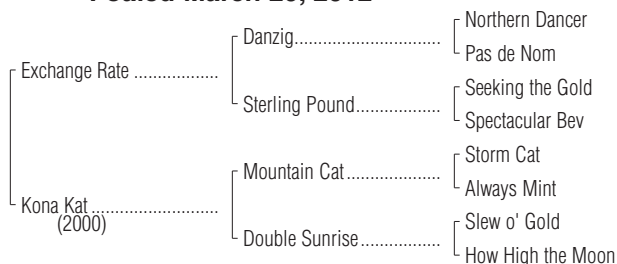 Foaled March 2012
Northern Dancer
Danzig..............................
Pas de Nom
Exchange Rate ..................
Seeking the Gold
Sterling Pound..................
Spectacular Bev
Storm Cat
Mountain Cat....................
Always Mint
Kona Kat...........................
(2000)
Slew o' Gold
Double Sunrise.................
How High the Moon